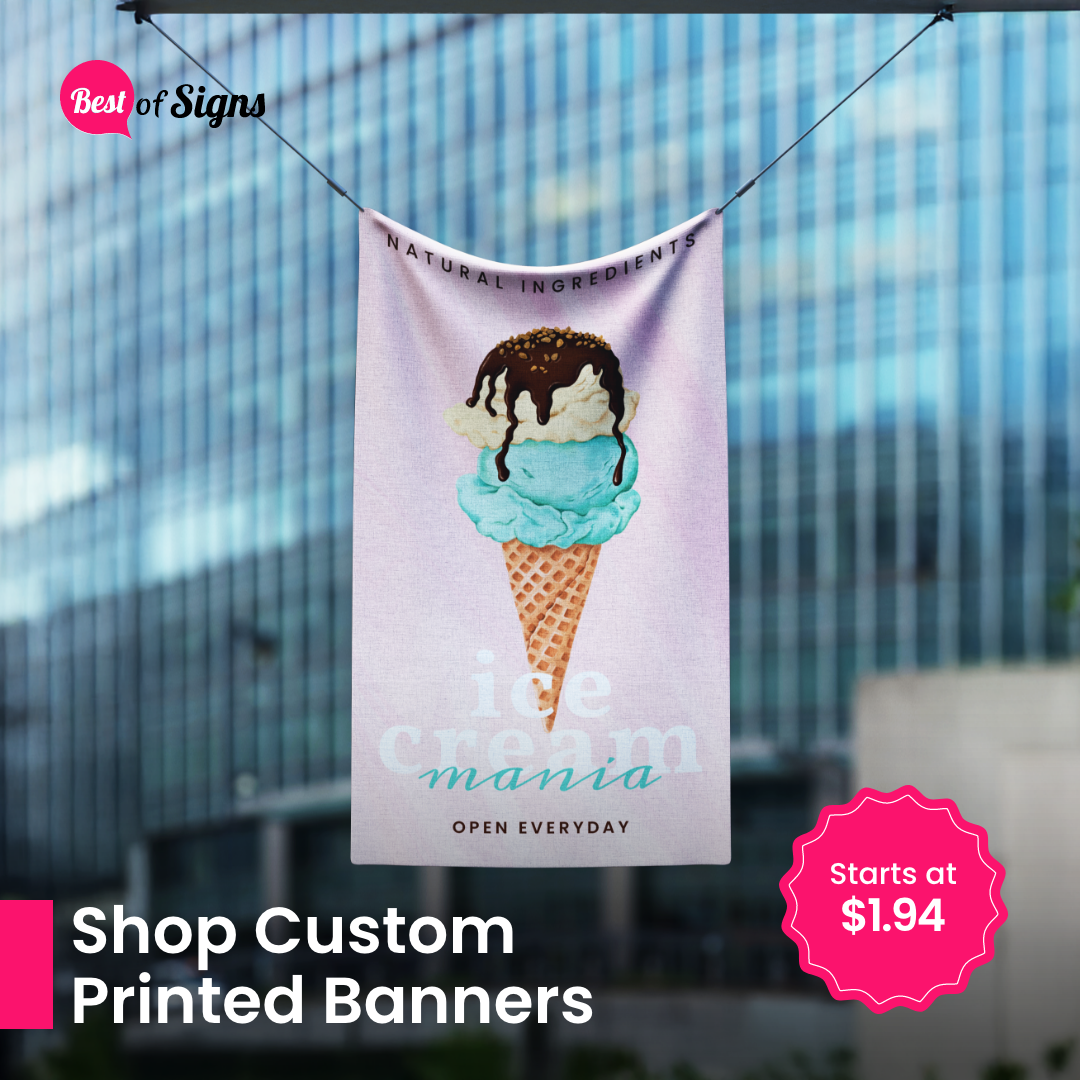 Best of Signs
NATURAL INGREDIENTS
ice
cream
mania
OPEN EVERYDAY
Starts at
$1.94
Shop Custom
Printed Banners